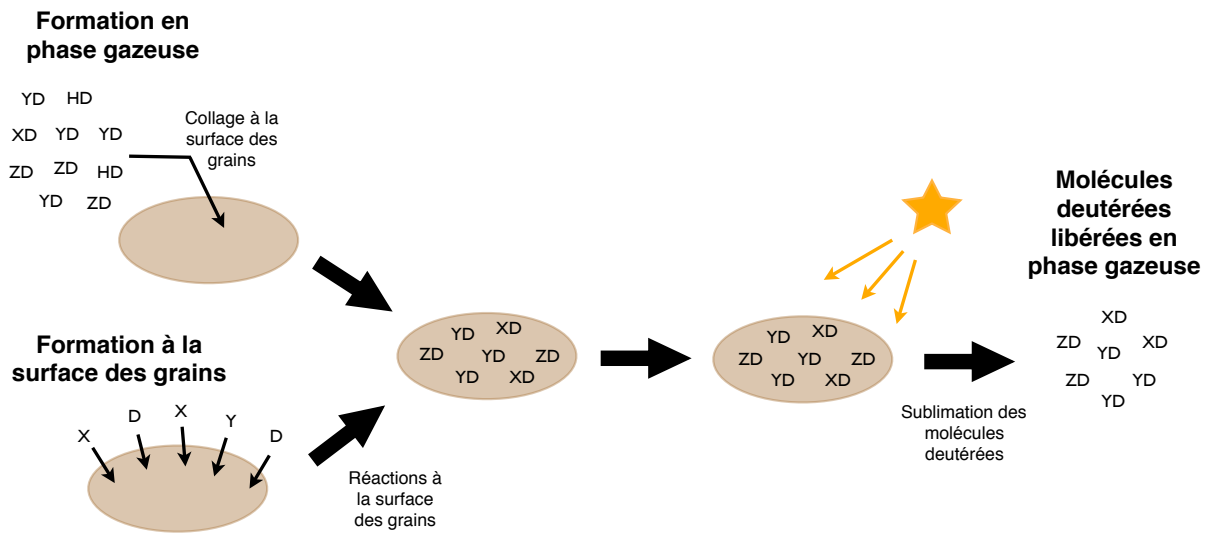 Formation en
phase gazeuse
YD HD
XD YD YD
ZD ZD HD
YD ZD
Collage à la
surface des
grains
Formation à la
surface des grains
X D X Y D
Réactions à
la surface
des grains
YD XD
ZD YD ZD
YD XD
YD XD
ZD YD ZD
YD XD
Sublimation des
molécules
deutérées
Molécules
deutérées
libérées en
phase gazeuse
XD
ZD YD XD
ZD YD
YD